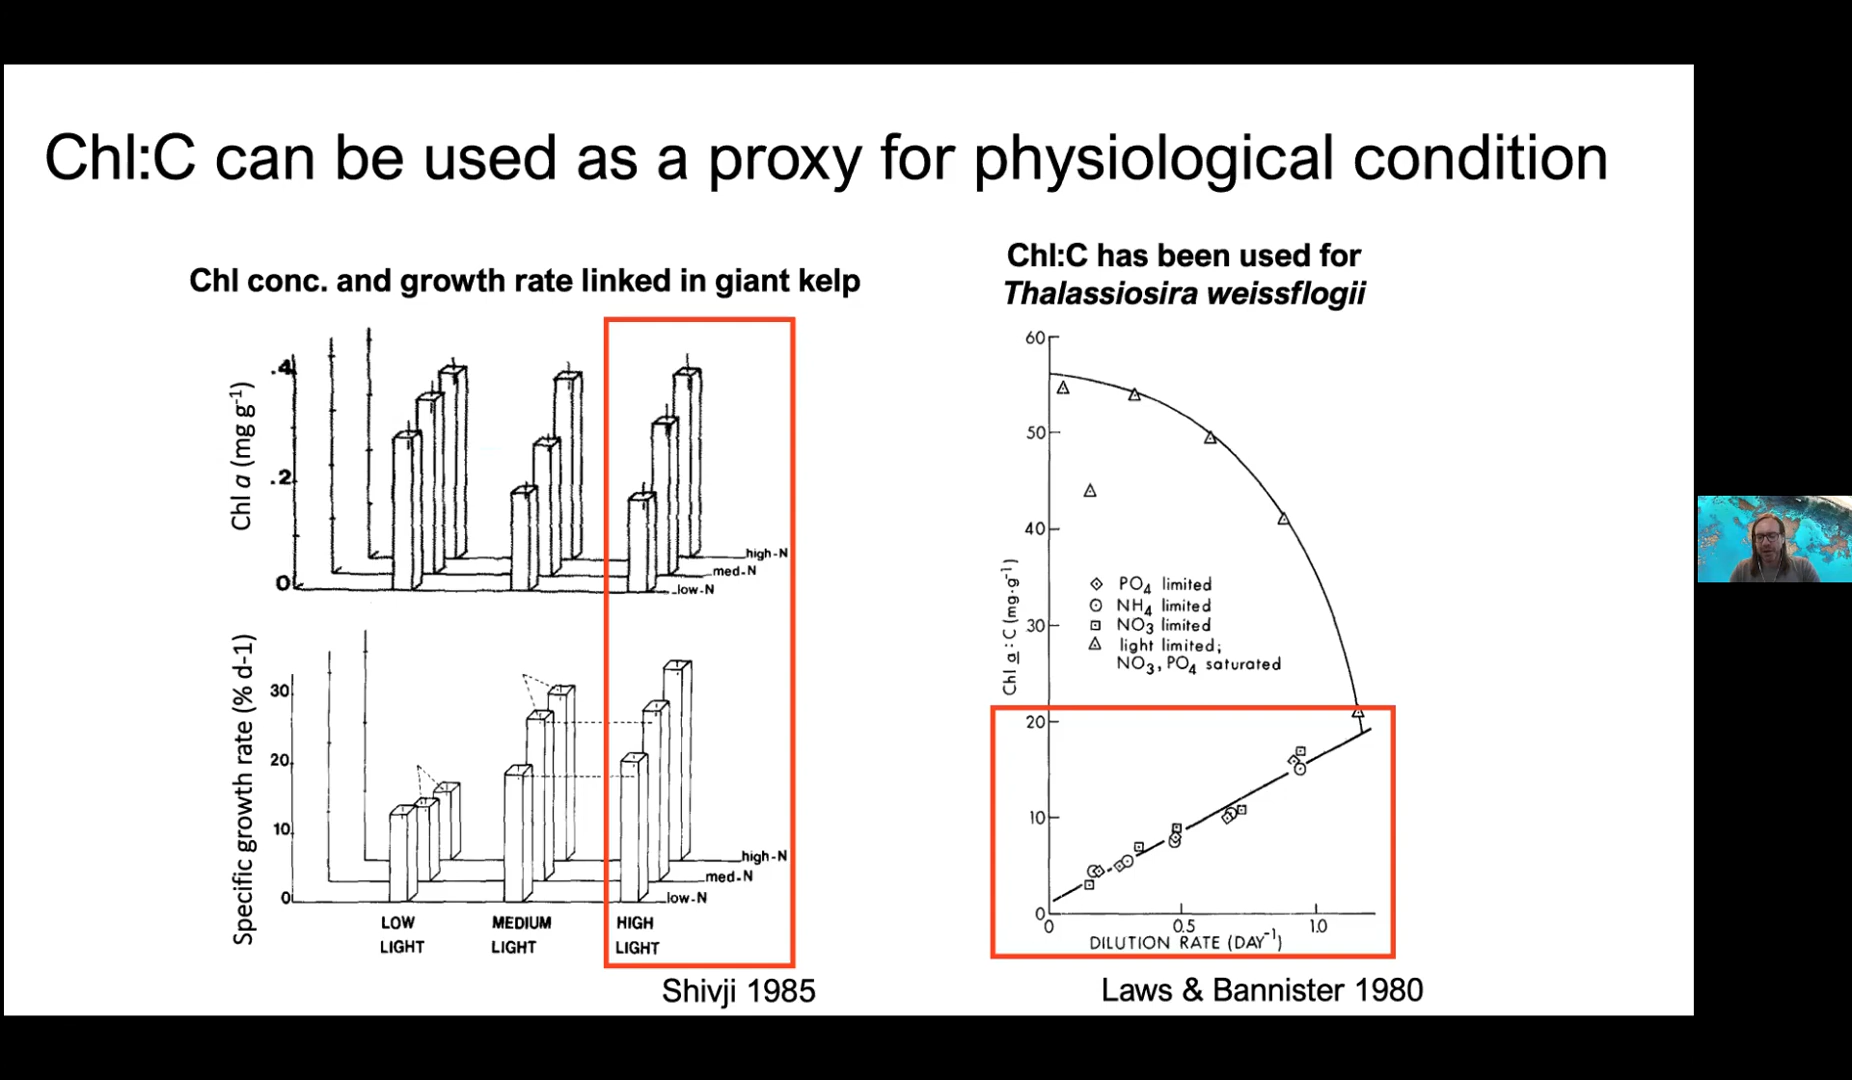 Chl:C can be used as a proxy for physiological condition
Chl conc. and growth rate linked in giant kelp
Chl a (mg g-1)
.4
.2
0
high-N
med-N
low-N
Specific growth rate (% d-1)
30
20
10
0
high-N
med-N
low-N
LOW
LIGHT
MEDIUM
LIGHT
HIGH
LIGHT
Shivji 1985
Chl:C has been used for
Thalassiosira weissflogii
Chl a : C (mg·g-1)
60
50
40
30
20
10
0
PO4 limited
NH4 limited
NO3 limited
light limited;
NO3, PO4 saturated
0
0.5
1.0
DILUTION RATE (DAY-1)
Laws & Bannister 1980